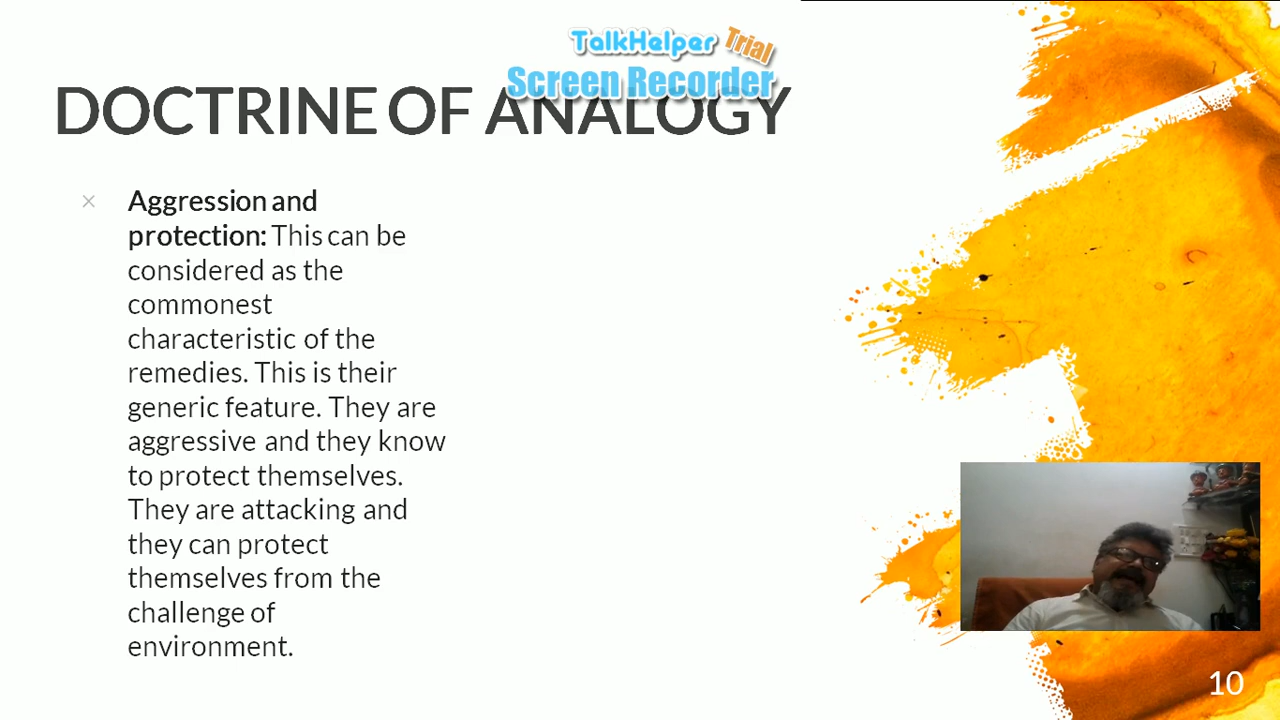 TalkHelper Trial
Screen Recorder
DOCTRINE OF ANALOGY
Aggression and
protection: This can be
considered as the
commonest
characteristic of the
remedies. This is their
generic feature. They are
aggressive and they know
to protect themselves.
They are attacking and
they can protect
themselves from the
challenge of
environment.
10